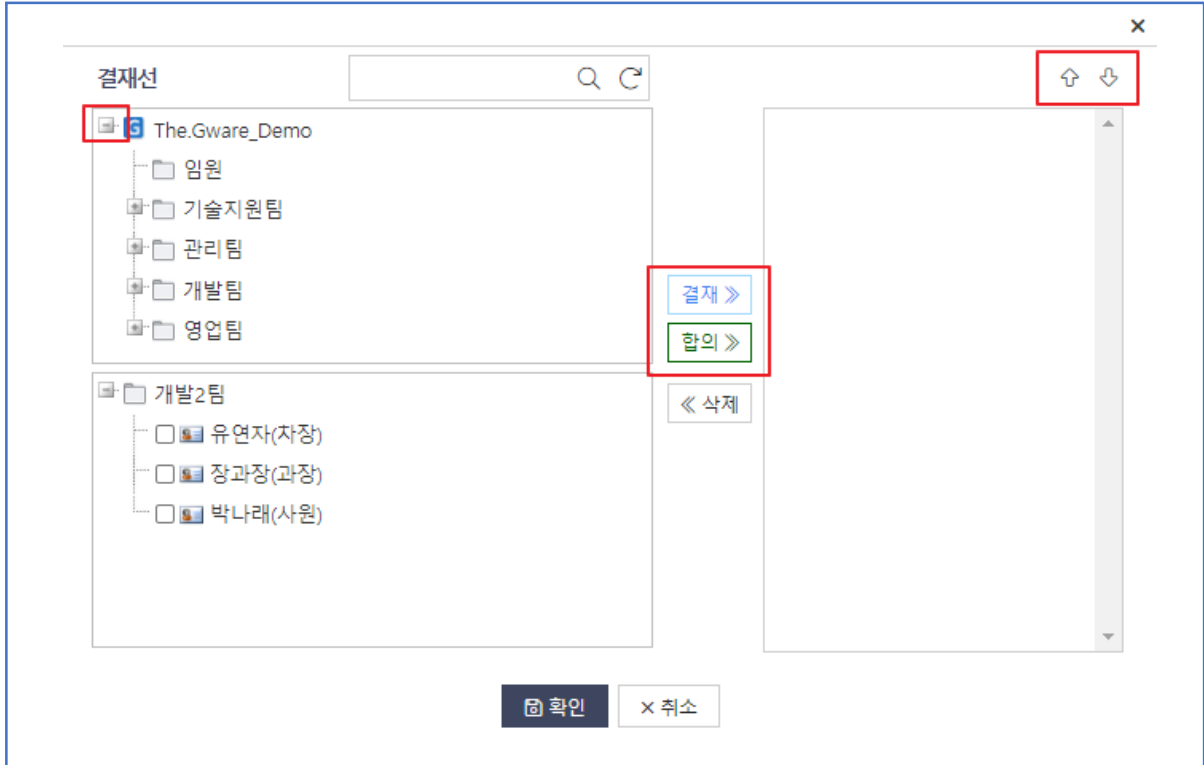 결재선
The.Gware_Demo
임원
기술지원팀
관리팀
개발팀
영업팀
결재 》
합의 》
《 삭제
개발2팀
유연자(차장)
장과장(과장)
박나래(사원)
확인
× 취소